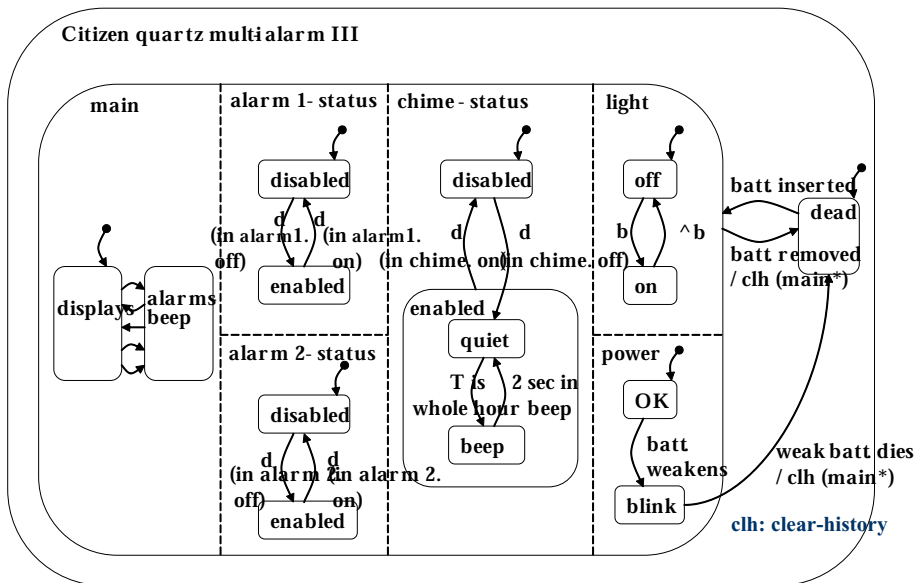 Citizen quartz multi-alarm III
main
alarm 1- status
chime - status
light
disabled
disabled
off
batt. inserted
dead
d
d
(in alarm1.
off)
(in alarm1.
on)
d
d
(in chime. on)
(in chime. off)
b
^b
batt removed
/ clh (main*)
enabled
on
displays
alarms
beep
enabled
quiet
alarm 2- status
power
T is
whole hour
2 sec in
beep
disabled
OK
beep
d
d
(in alarm 2.
off)
(in alarm 2.
on)
batt.
weakens
weak batt. dies
/ clh (main*)
enabled
blink
clh: clear-history